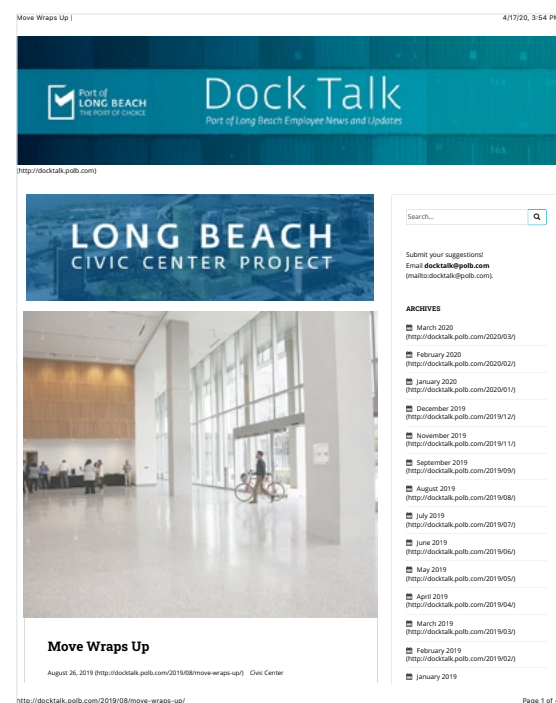 Move Wraps Up |
4/17/20, 3:54 PM
Port of
LONG BEACH
THE PORT OF CHOICE
Dock Talk
Port of Long Beach Employee News and Updates
(http://docktalk.polb.com)
LONG BEACH
CIVIC CENTER PROJECT
Move Wraps Up
August 26, 2019 (http://docktalk.polb.com/2019/08/move-wraps-up/) Civic Center
Search...
Submit your suggestions!
Email docktalk@polb.com
(mailto:docktalk@polb.com).
ARCHIVES
March 2020
(http://docktalk.polb.com/2020/03/)
February 2020
(http://docktalk.polb.com/2020/02/)
January 2020
(http://docktalk.polb.com/2020/01/)
December 2019
(http://docktalk.polb.com/2019/12/)
November 2019
(http://docktalk.polb.com/2019/11/)
September 2019
(http://docktalk.polb.com/2019/09/)
August 2019
(http://docktalk.polb.com/2019/08/)
July 2019
(http://docktalk.polb.com/2019/07/)
June 2019
(http://docktalk.polb.com/2019/06/)
May 2019
(http://docktalk.polb.com/2019/05/)
April 2019
(http://docktalk.polb.com/2019/04/)
March 2019
(http://docktalk.polb.com/2019/03/)
February 2019
(http://docktalk.polb.com/2019/02/)
January 2019
http://docktalk.polb.com/2019/08/move-wraps-up/
Page 1 of